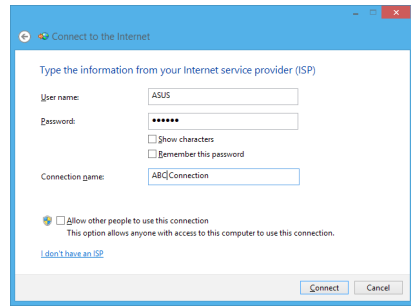 Connect to the Internet
Type the information from your Internet service provider (ISP)
User name:
ASUS
Password:
••••••
Show characters
Remember this password
Connection name:
ABC Connection
Allow other people to use this connection
This option allows anyone with access to this computer to use this connection.
I don't have an ISP
Connect
Cancel